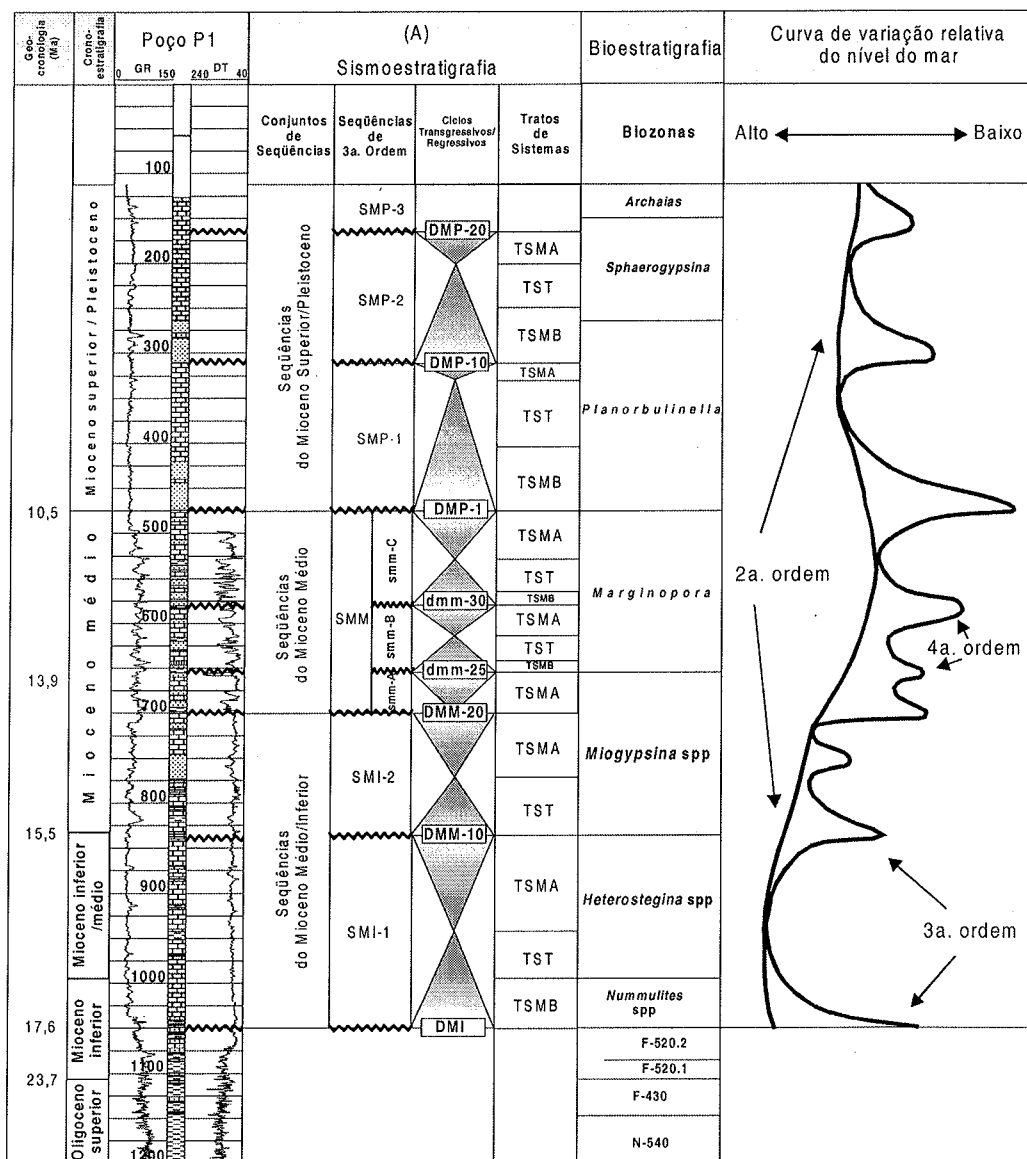 Geo-
cronologia
(Ma)
Crono-
estratigrafia
Poço P1
0 GR 150 240 DT 40
(A)
Sismoestratigrafia
Bioestratigrafia
Curva de variação relativa
do nível do mar
Conjuntos
de
Seqüências
Seqüências
de
3a. Ordem
Ciclos
Transgressivos/
Regressivos
Tratos
de
Sistemas
Biozonas
Alto
Baixo
10,5
13,9
15,5
17,6
23,7
Mioceno superior/Pleistoceno
Mioceno médio
Mioceno inferior
/médio
Mioceno
inferior
Oligoceno
superior
100
200
300
400
500
600
700
800
900
1000
1100
1200
Seqüências
do Mioceno Superior/Pleistoceno
Seqüências
do Mioceno Médio
Seqüências
do Mioceno Médio/Inferior
SMP-3
SMP-2
SMP-1
SMM
smm-C
smm-B
smm-A
SMI-2
SMI-1
DMP-20
DMP-10
DMP-1
dmm-30
dmm-25
DMM-20
DMM-10
DMI
TSMA
TST
TSMB
TSMA
TST
TSMB
TSMA
TST
TSMB
TSMA
TST
TSMB
TSMA
TSMA
TST
TSMA
TST
TSMB
Archaias
Sphaerogypsina
Planorbulinella
Marginopora
Miogypsina spp
Heterostegina spp
Nummulites
spp
F-520.2
F-520.1
F-430
N-540
2a. ordem
4a. ordem
3a. ordem